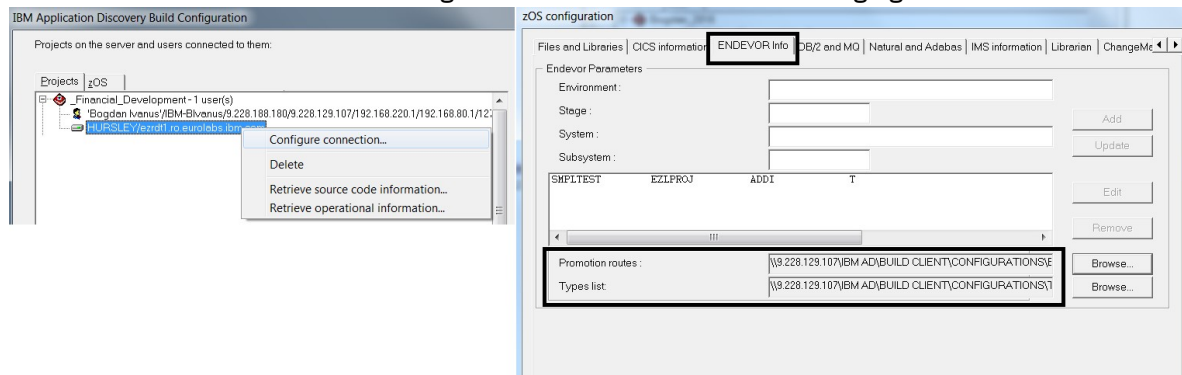 IBM Application Discovery Build Configuration
Projects on the server and users connected to them:
Projects
zOS
_Financial_Development - 1 user(s)
'Bogdan Ivanus'/IBM-BIvanus/9.228.188.180/9.228.129.107/192.168.220.1/192.168.80.1/12
HURSLEY/ezrdt1.ro.eurolabs.ibm.com
Configure connection...
Delete
Retrieve source code information...
Retrieve operational information...
zOS configuration
Files and Libraries
CICS information
ENDEVOR Info
DB/2 and MQ
Natural and Adabas
IMS information
Librarian
Endevor Parameters
Environment:
Stage:
System :
Subsystem :
Add
Update
SMPLTEST EZLPROJ ADDI T
Edit
Remove
Promotion routes :
\\9.228.129.107\IBM AD\BUILD CLIENT\CONFIGURATIONS\E
Browse...
Types list:
\\9.228.129.107\IBM AD\BUILD CLIENT\CONFIGURATIONS\T
Browse...